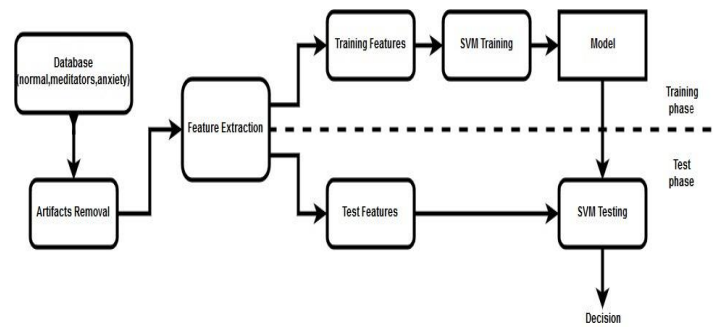 Database
(normal,meditators,anxiety)
Artifacts Removal
Feature Extraction
Training Features
SVM Training
Model
Training
phase
Test
phase
Test Features
SVM Testing
Decision